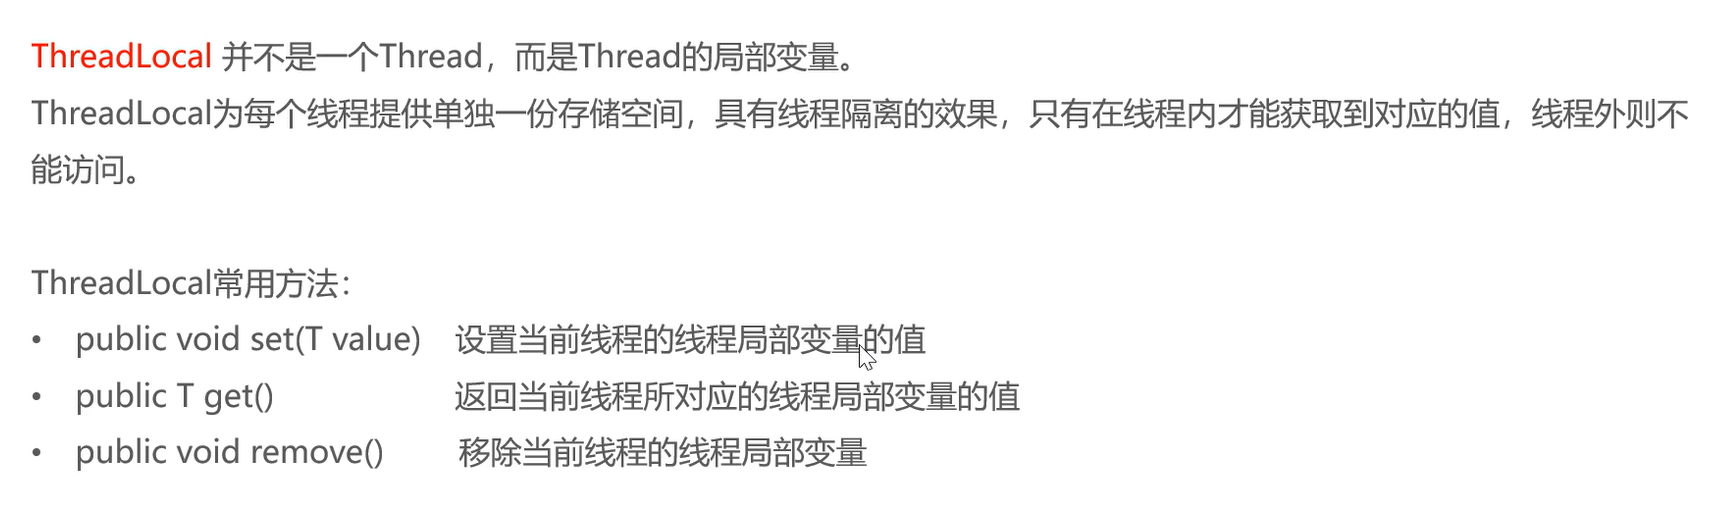 ThreadLocal 并不是一个Thread，而是Thread的局部变量。
ThreadLocal为每个线程提供单独一份存储空间，具有线程隔离的效果，只有在线程内才能获取到对应的值，线程外则不
能访问。
ThreadLocal常用方法：
• public void set(T value) 设置当前线程的线程局部变量的值
• public T get() 返回当前线程所对应的线程局部变量的值
• public void remove() 移除当前线程的线程局部变量